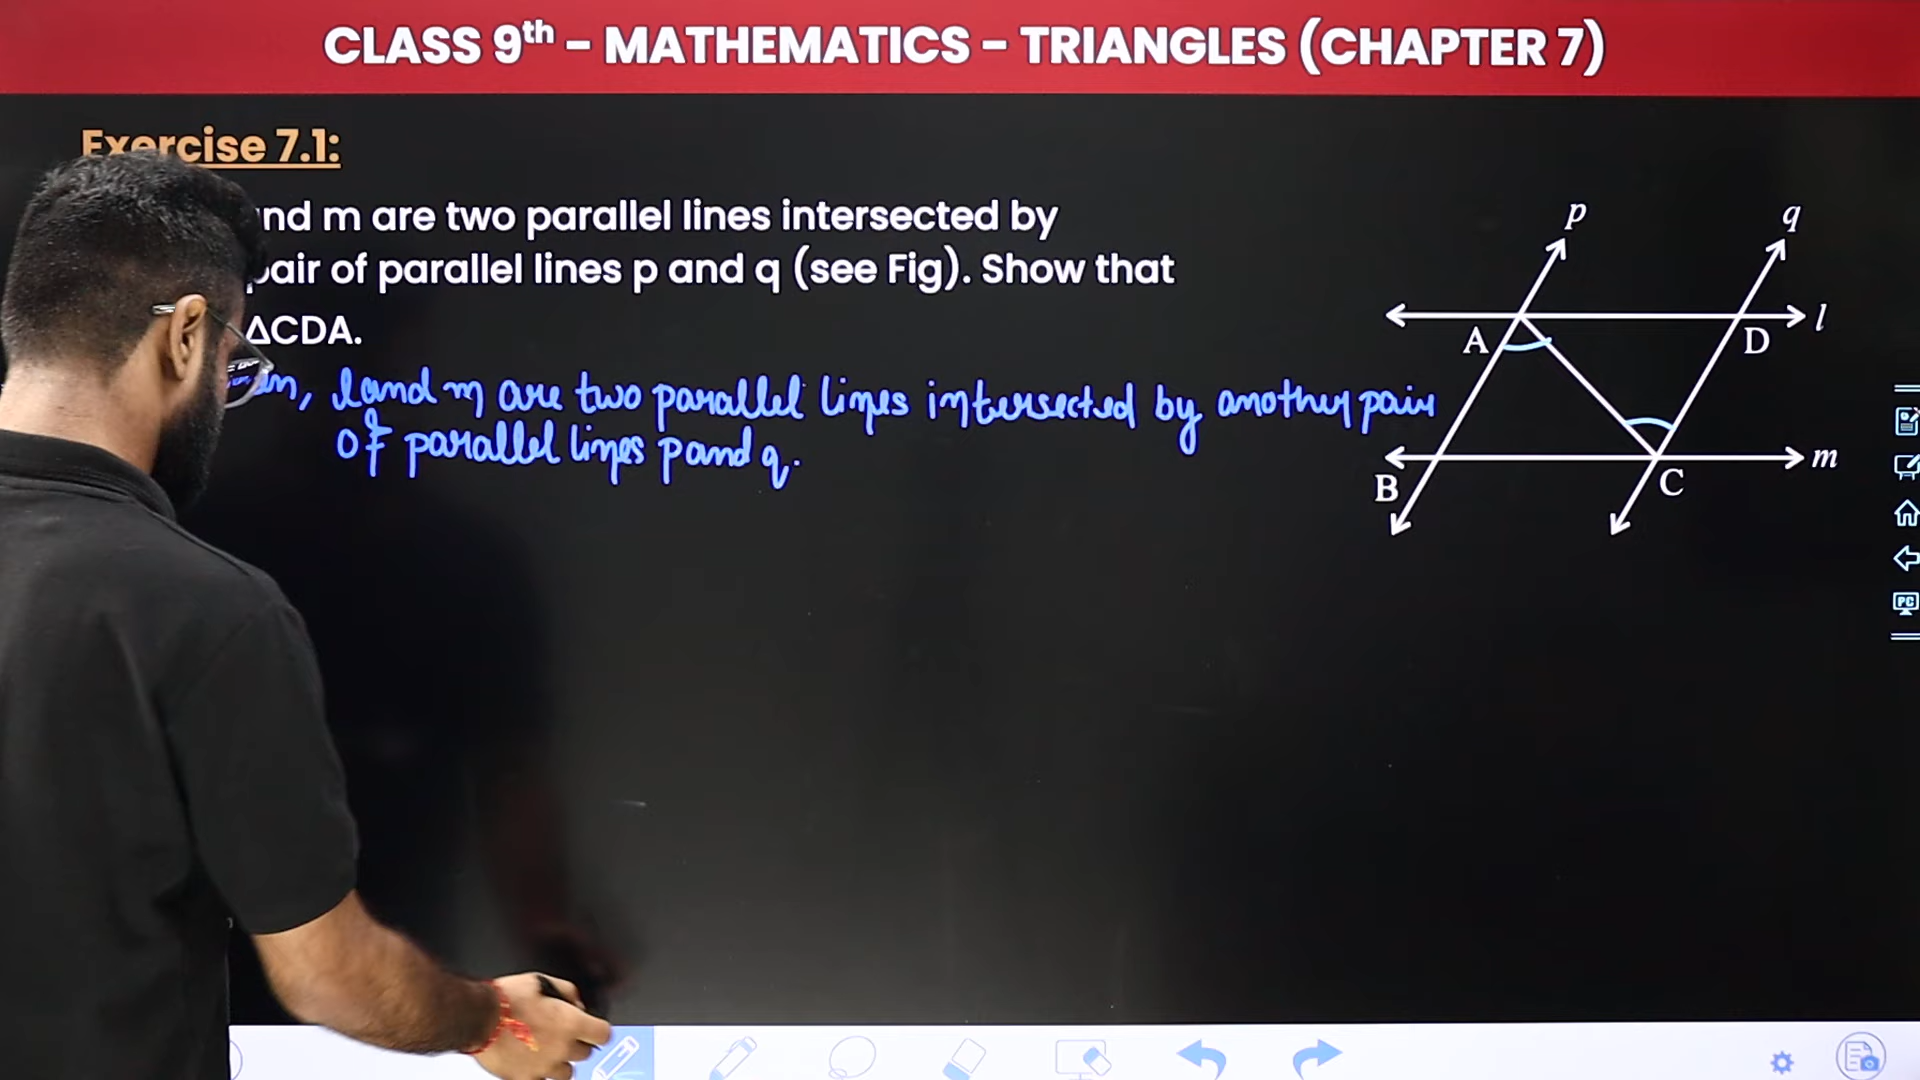 CLASS 9th - MATHEMATICS - TRIANGLES (CHAPTER 7)
Exercise 7.1:
and m are two parallel lines intersected by
pair of parallel lines p and q (see Fig). Show that
ΔCDA.
l and m are two parallel lines intersected by another pair
of parallel lines p and q.
p
q
A
D
l
B
C
m
PC